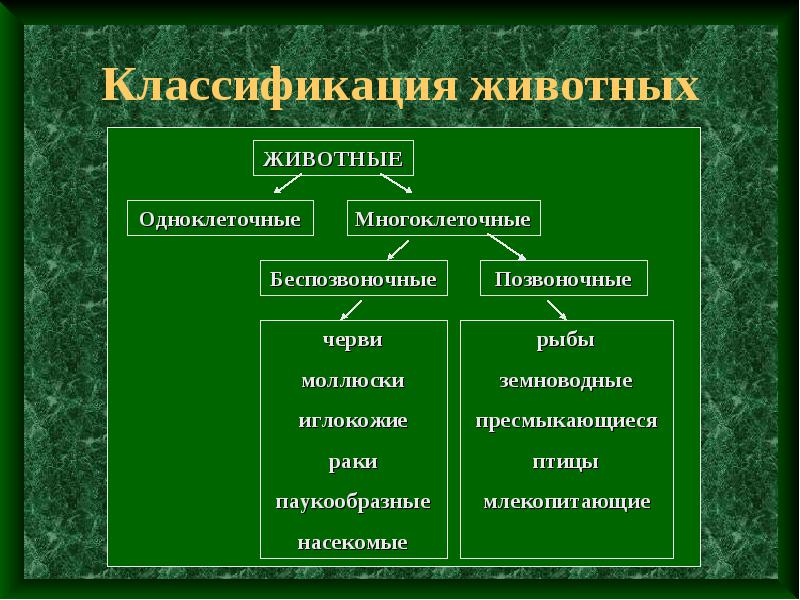 Классификация животных
ЖИВОТНЫЕ
Одноклеточные
Многоклеточные
Беспозвоночные
Позвоночные
черви
моллюски
иглокожие
раки
паукообразные
насекомые
рыбы
земноводные
пресмыкающиеся
птицы
млекопитающие